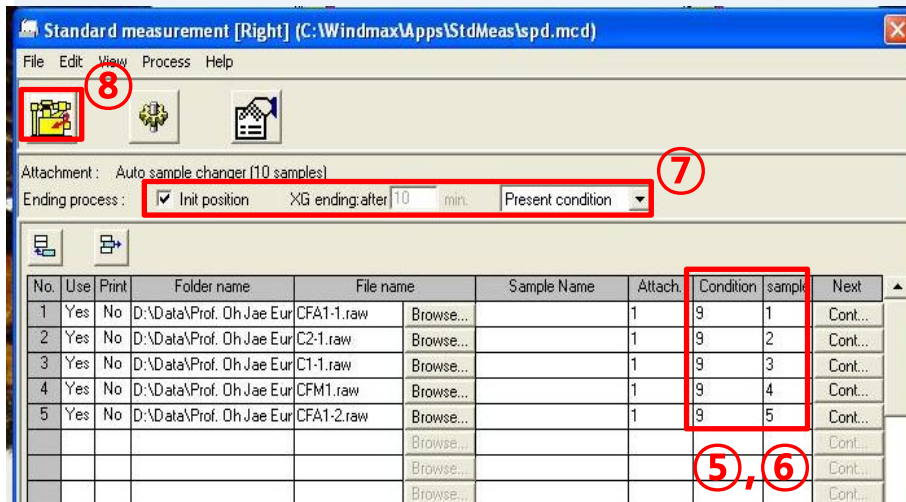 Standard measurement [Right] (C:\Windmax\Apps\StdMeas\spd.mcd)
File Edit View Process Help
⑧
Attachment : Auto sample changer (10 samples)
⑦
Ending process : Init position XG ending:after 10 min. Present condition
No. Use Print Folder name File name Sample Name Attach. Condition sample Next
1 Yes No D:\Data\Prof. Oh Jae Eur CFA1-1.raw Browse... 1 9 1 Cont...
2 Yes No D:\Data\Prof. Oh Jae Eur C2-1.raw Browse... 1 9 2 Cont...
3 Yes No D:\Data\Prof. Oh Jae Eur C1-1.raw Browse... 1 9 3 Cont...
4 Yes No D:\Data\Prof. Oh Jae Eur CFM1.raw Browse... 1 9 4 Cont...
5 Yes No D:\Data\Prof. Oh Jae Eur CFA1-2.raw Browse... 1 9 5 Cont...
Browse... Cont...
Browse... Cont...
Browse... Cont...
⑤,⑥